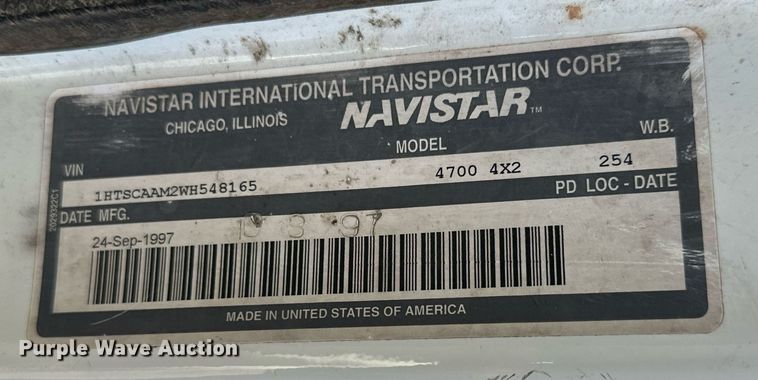 NAVISTAR INTERNATIONAL TRANSPORTATION CORP.
CHICAGO, ILLINOIS NAVISTAR™
VIN MODEL W.B.
1HTSCAAM2WH548165 4700 4X2 254
DATE MFG. PD LOC - DATE
24-Sep-1997
MADE IN UNITED STATES OF AMERICA
2029322C1
Purple Wave Auction